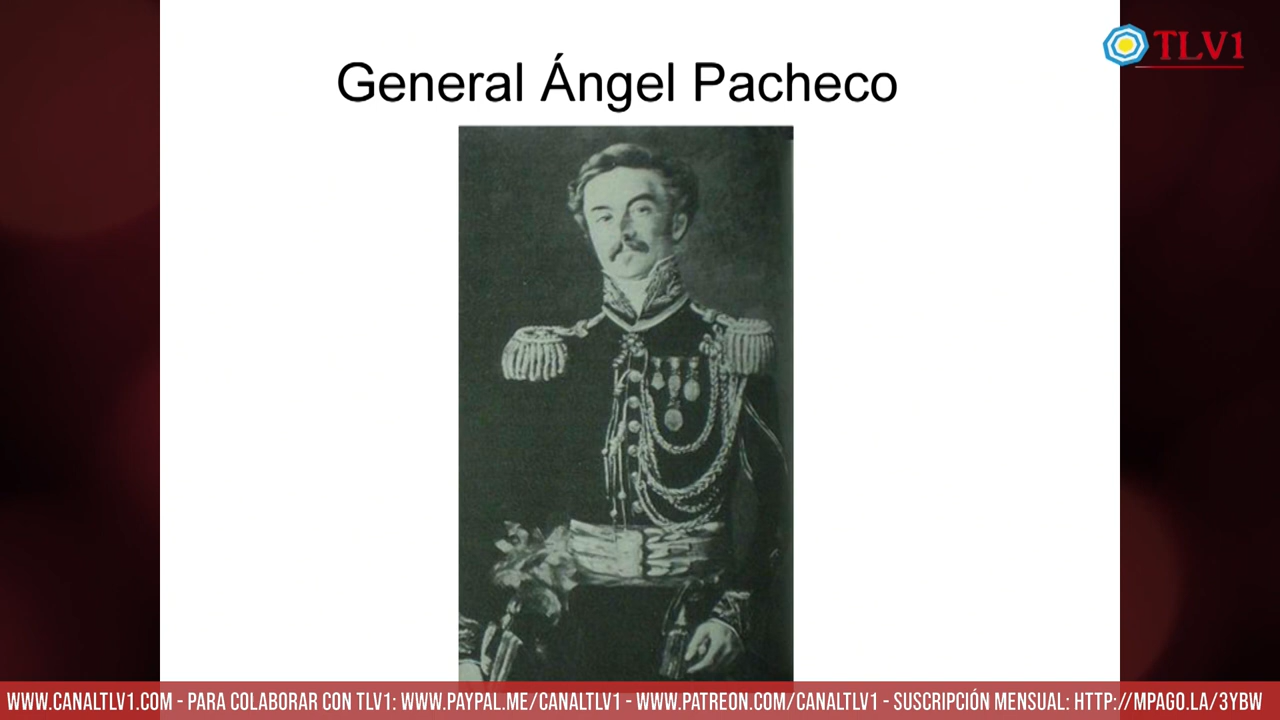 General Ángel Pacheco
TLV1
WWW.CANALTLV1.COM - PARA COLABORAR CON TLV1: WWW.PAYPAL.ME/CANALTLV1 - WWW.PATREON.COM/CANALTLV1 - SUSCRIPCIÓN MENSUAL: HTTP://MPAGO.LA/3YBW